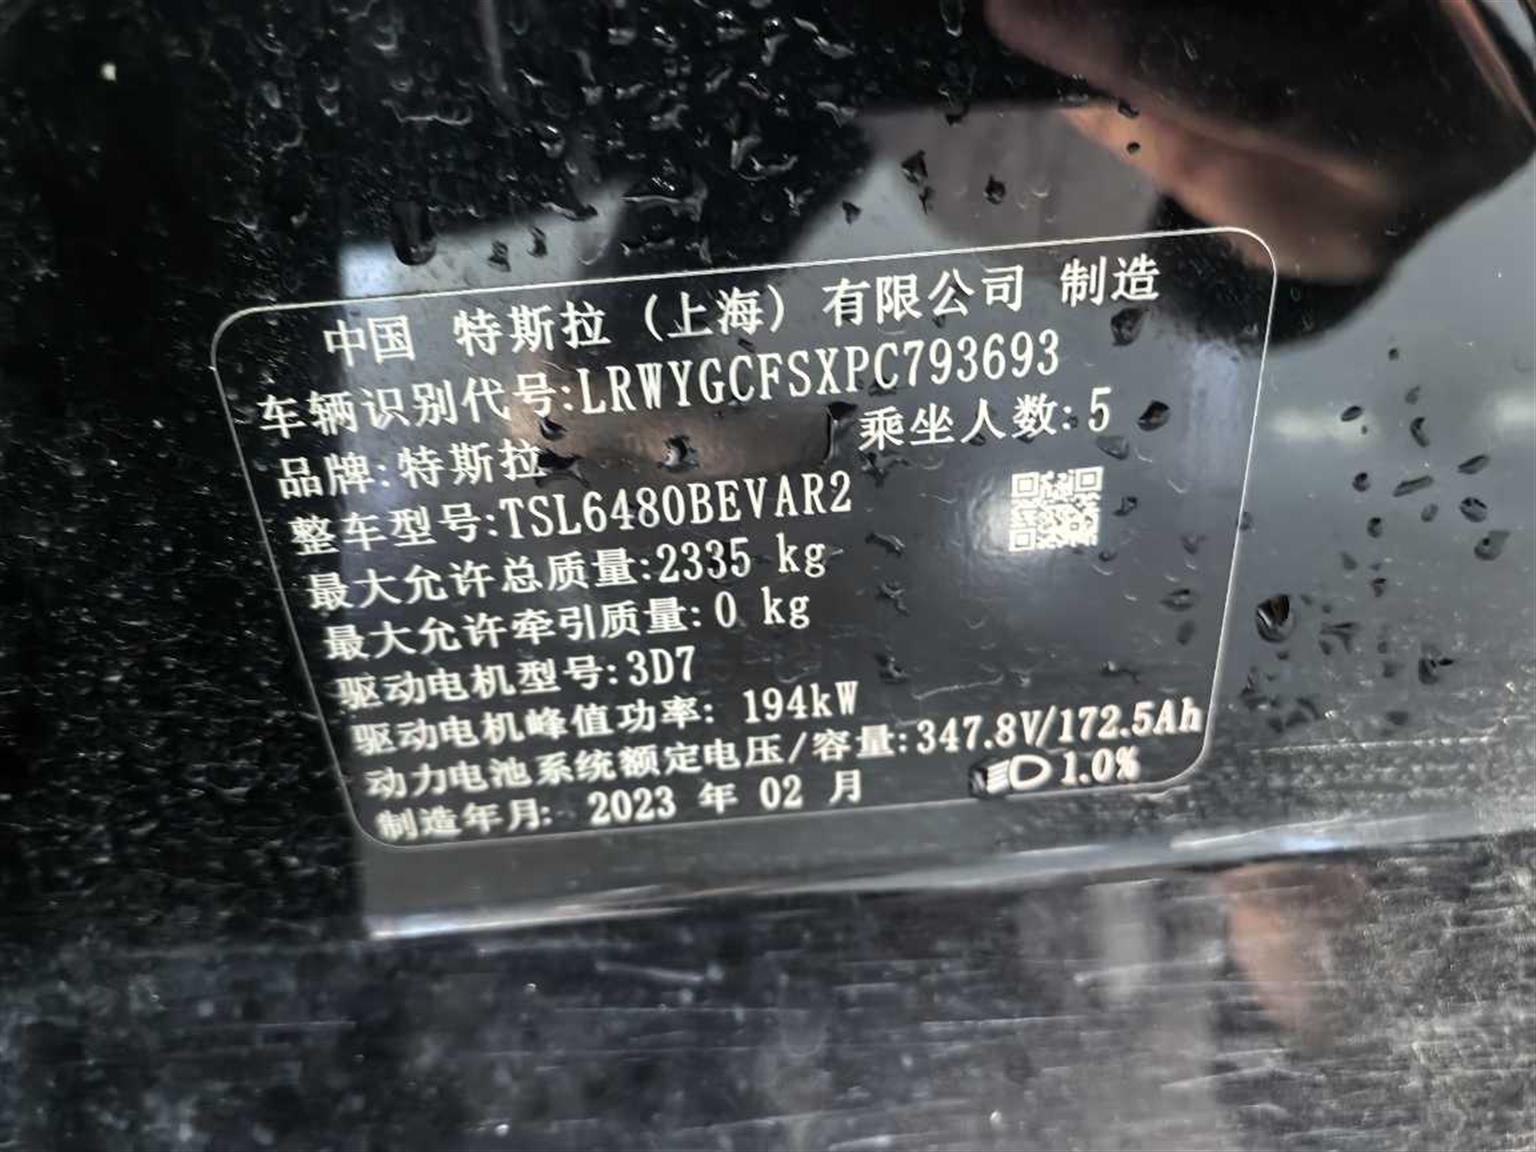 中国 特斯拉（上海）有限公司 制造
车辆识别代号:LRWYGCFSXPC793693
品牌:特斯拉 乘坐人数:5
整车型号:TSL6480BEVAR2
最大允许总质量:2335 kg
最大允许牵引质量:0 kg
驱动电机型号:3D7
驱动电机峰值功率: 194kW
动力电池系统额定电压/容量:347.8V/172.5Ah
制造年月: 2023 年 02 月 1.0%